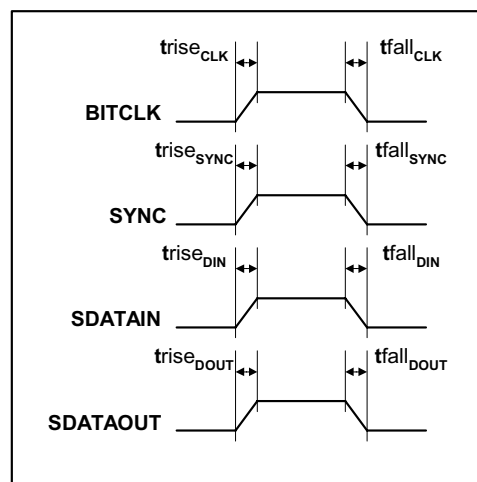 triseCLK tfallCLK
BITCLK
triseSYNC tfallSYNC
SYNC
triseDIN tfallDIN
SDATAIN
triseDOUT tfallDOUT
SDATAOUT